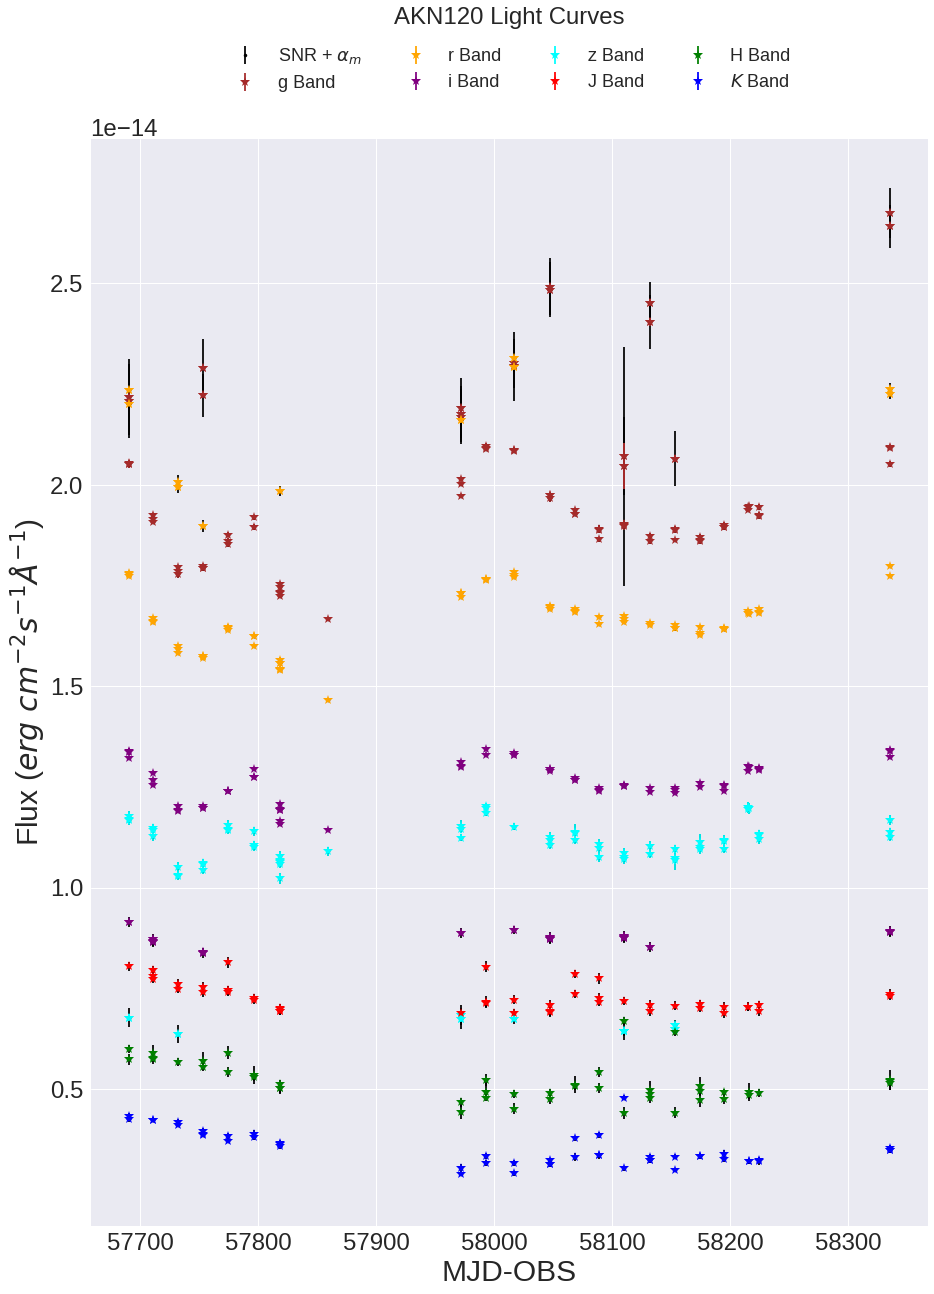 AKN120 Light Curves
SNR + α_m r Band z Band H Band
g Band i Band J Band K Band
1e−14
2.5
2.0
1.5
1.0
0.5
Flux (erg cm⁻²s⁻¹Å⁻¹)
57700 57800 57900 58000 58100 58200 58300
MJD-OBS